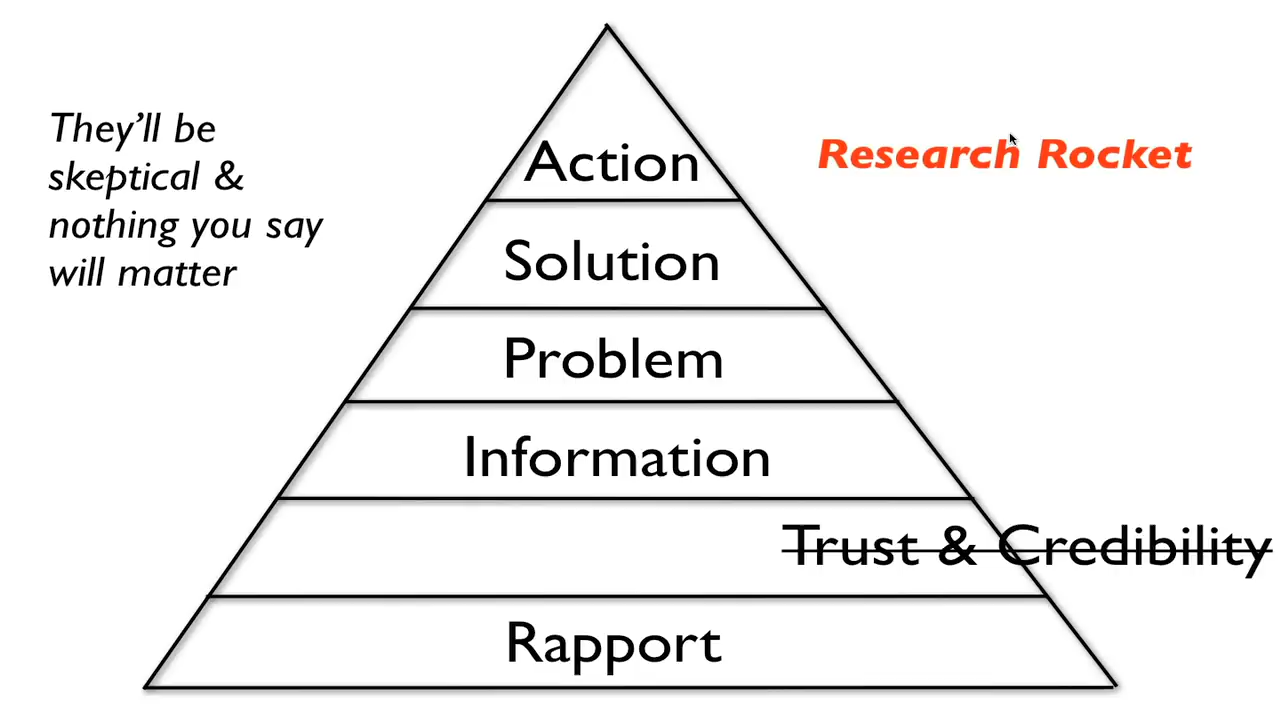 They'll be
skeptical &
nothing you say
will matter
Research Rocket
Action
Solution
Problem
Information
Trust & Credibility
Rapport